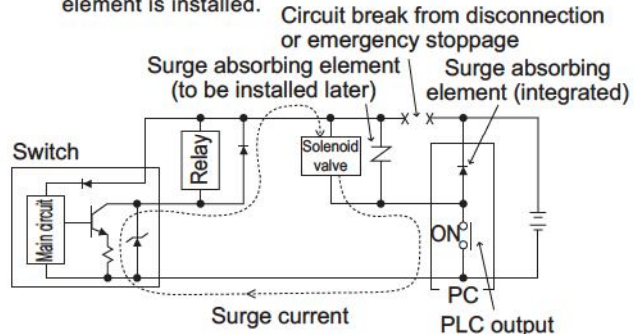 element is installed.
Circuit break from disconnection
or emergency stoppage
Surge absorbing element
(to be installed later)
Surge absorbing
element (integrated)
Switch
Relay
Solenoid
valve
Main circuit
ON
PC
Surge current
PLC output